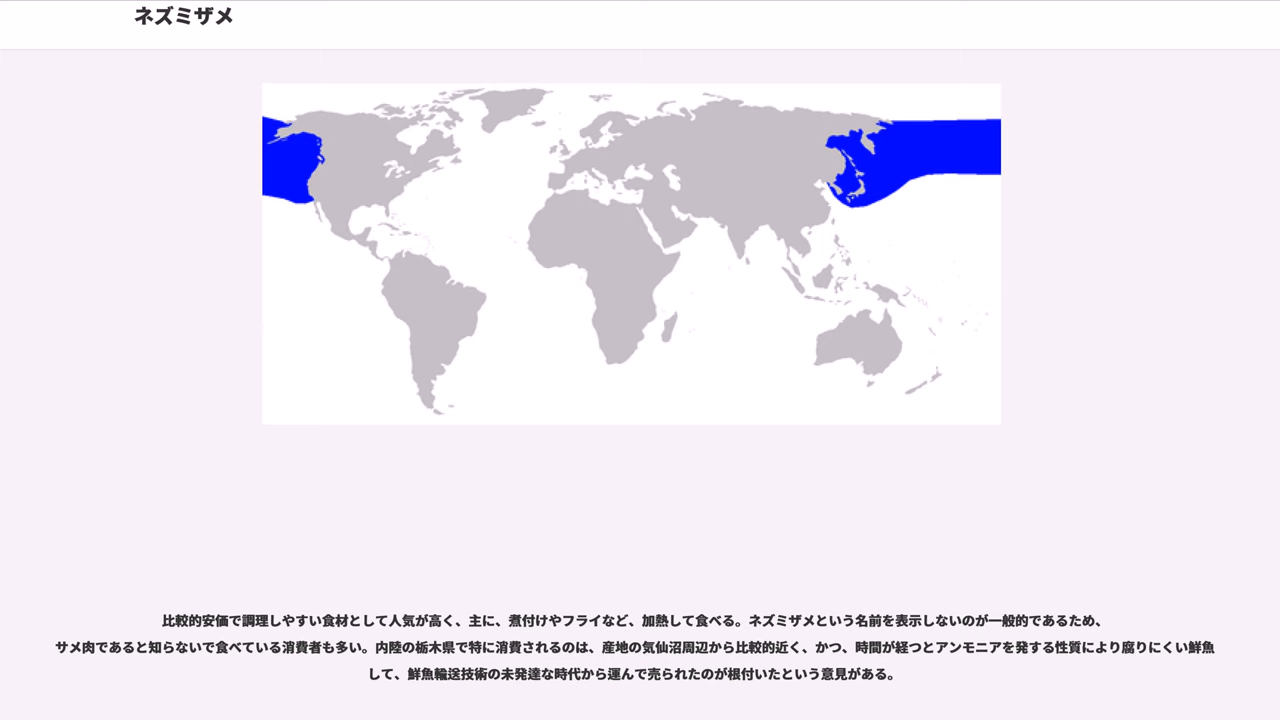 ネズミザメ
比較的安価で調理しやすい食材として人気が高く、主に、煮付けやフライなど、加熱して食べる。ネズミザメという名前を表示しないのが一般的であるため、
サメ肉であると知らないで食べている消費者も多い。内陸の栃木県で特に消費されるのは、産地の気仙沼周辺から比較的近く、かつ、時間が経つとアンモニアを発する性質により腐りにくい鮮魚
して、鮮魚輸送技術の未発達な時代から運んで売られたのが根付いたという意見がある。